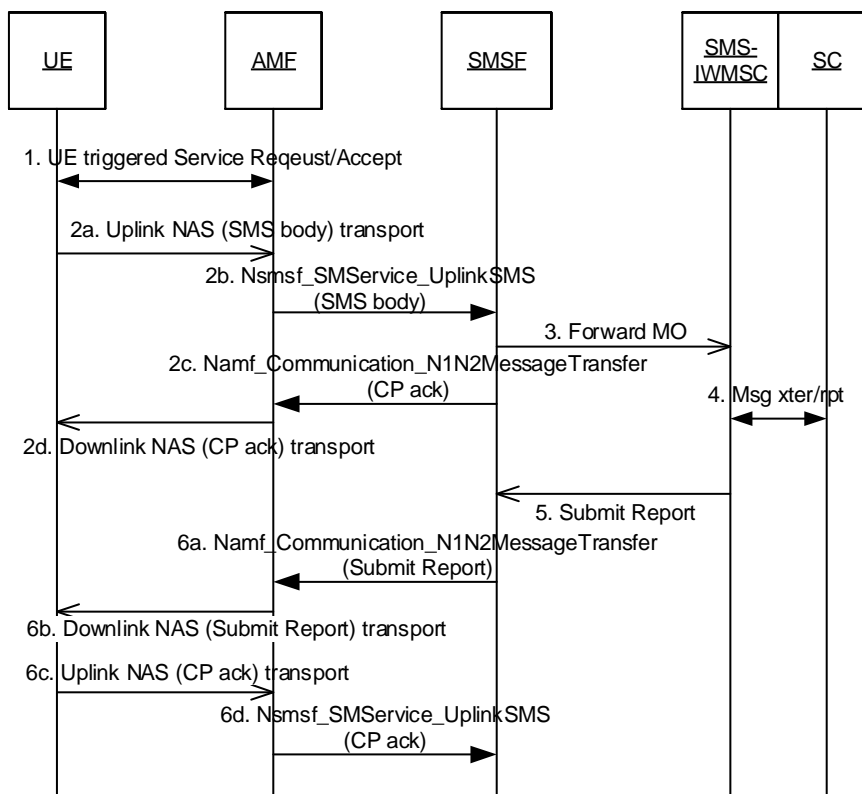 UE
AMF
SMSF
SMS-
IWMSC
SC
1. UE triggered Service Reqeust/Accept
2a. Uplink NAS (SMS body) transport
2b. Nsmsf_SMService_UplinkSMS
(SMS body)
3. Forward MO
2c. Namf_Communication_N1N2MessageTransfer
(CP ack)
4. Msg xter/rpt
2d. Downlink NAS (CP ack) transport
5. Submit Report
6a. Namf_Communication_N1N2MessageTransfer
(Submit Report)
6b. Downlink NAS (Submit Report) transport
6c. Uplink NAS (CP ack) transport
6d. Nsmsf_SMService_UplinkSMS
(CP ack)